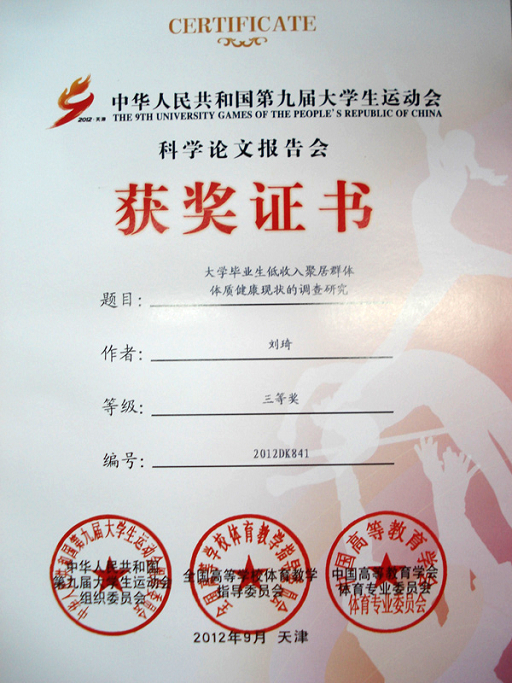 CERTIFICATE
2012·天津
中华人民共和国第九届大学生运动会
THE 9TH UNIVERSITY GAMES OF THE PEOPLE'S REPUBLIC OF CHINA
科学论文报告会
获奖证书
大学毕业生低收入聚居群体
题目: 体质健康现状的调查研究
作者: 刘琦
等级: 三等奖
编号: 2012DK841
中华人民共和国
第九届大学生运动会
组织委员会
全国高等学校体育教学
指导委员会
中国高等教育学会
体育专业委员会
体育专业委员会
2012年9月 天津